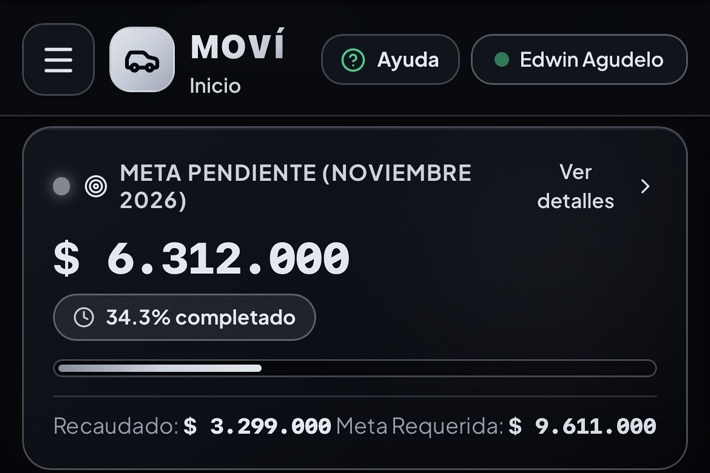 MOVÍ
Inicio
Ayuda
Edwin Agudelo
META PENDIENTE (NOVIEMBRE
2026)
Ver
detalles
$ 6.312.000
34.3% completado
Recaudado: $ 3.299.000 Meta Requerida: $ 9.611.000